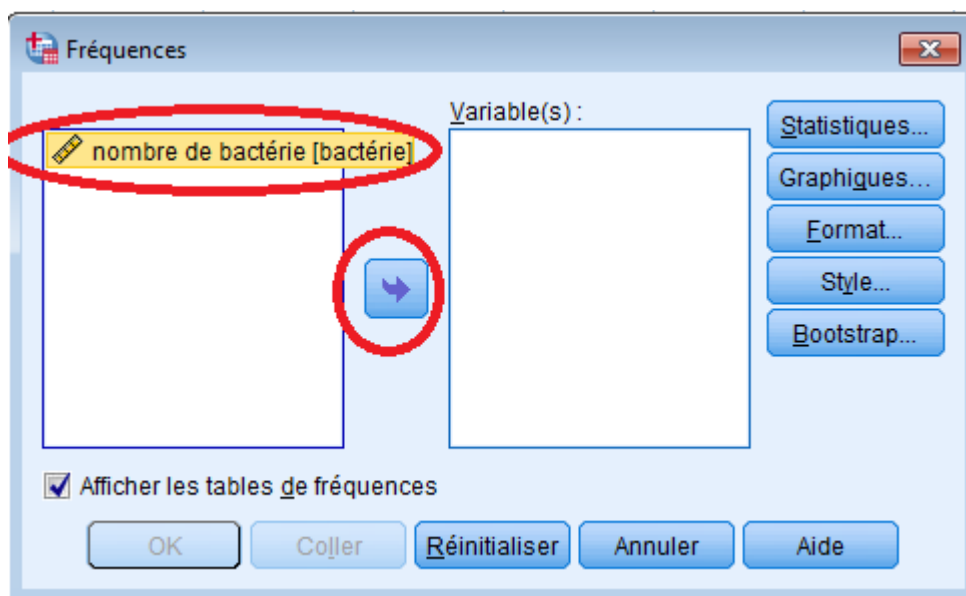 Fréquences
Variable(s) :
nombre de bactérie [bactérie]
Statistiques...
Graphiques...
Format...
Style...
Bootstrap...
Afficher les tables de fréquences
OK
Coller
Réinitialiser
Annuler
Aide